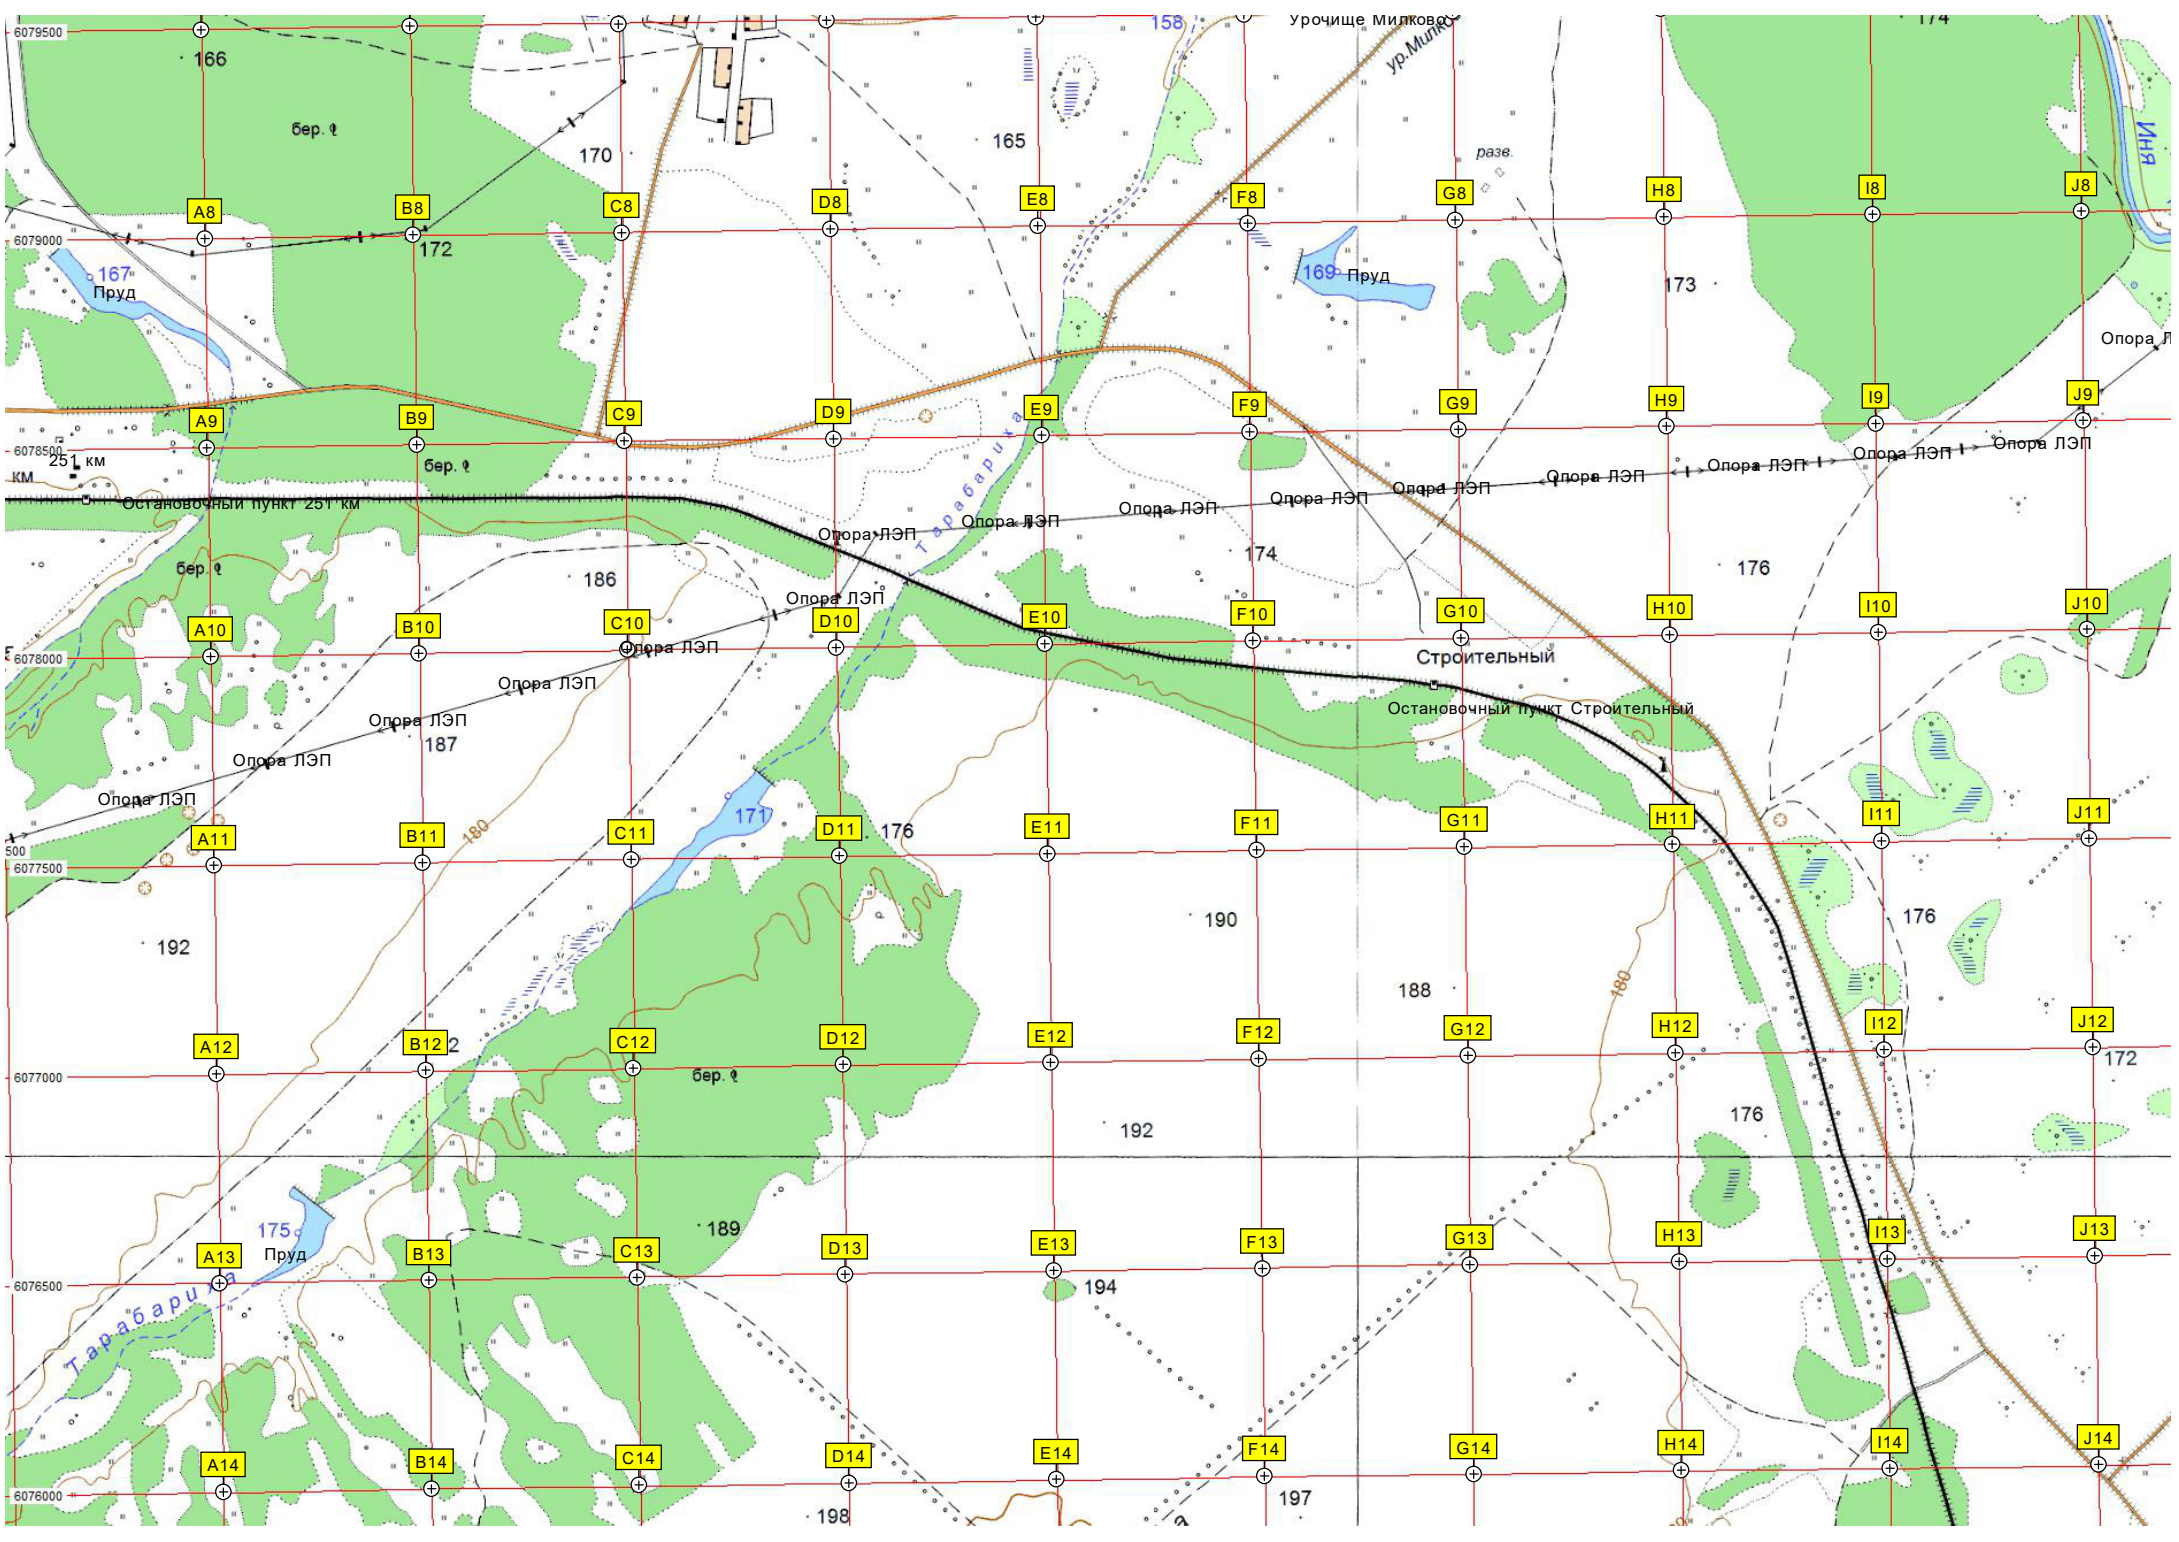 6079500
158
Урочище Милково
ур.Милко
174
166
бер.
170
165
разв.
Иня
A8
B8
C8
D8
E8
F8
G8
H8
I8
J8
6079000
172
167
Пруд
169
Пруд
173
Опора Л
A9
B9
C9
D9
E9
F9
G9
H9
I9
J9
6078500
251 км
км
бер.
Остановочный пункт 251 км
Тарабариха
Опора ЛЭП
Опора ЛЭП
Опора ЛЭП
Опора ЛЭП
Опора ЛЭП
Опора ЛЭП
Опора ЛЭП
Опора ЛЭП
Опора ЛЭП
бер.
186
174
176
Опора ЛЭП
A10
B10
C10
D10
E10
F10
G10
H10
I10
J10
6078000
Опора ЛЭП
Строительный
Опора ЛЭП
Остановочный пункт Строительный
Опора ЛЭП
187
Опора ЛЭП
Опора ЛЭП
171
180
176
A11
B11
C11
D11
E11
F11
G11
H11
I11
J11
500
6077500
192
190
176
188
180
A12
B12
2
C12
D12
E12
F12
G12
H12
I12
J12
6077000
бер.
172
192
176
175
Пруд
189
A13
B13
C13
D13
E13
F13
G13
H13
I13
J13
6076500
194
Тарабариха
A14
B14
C14
D14
E14
F14
G14
H14
I14
J14
6076000
198
197